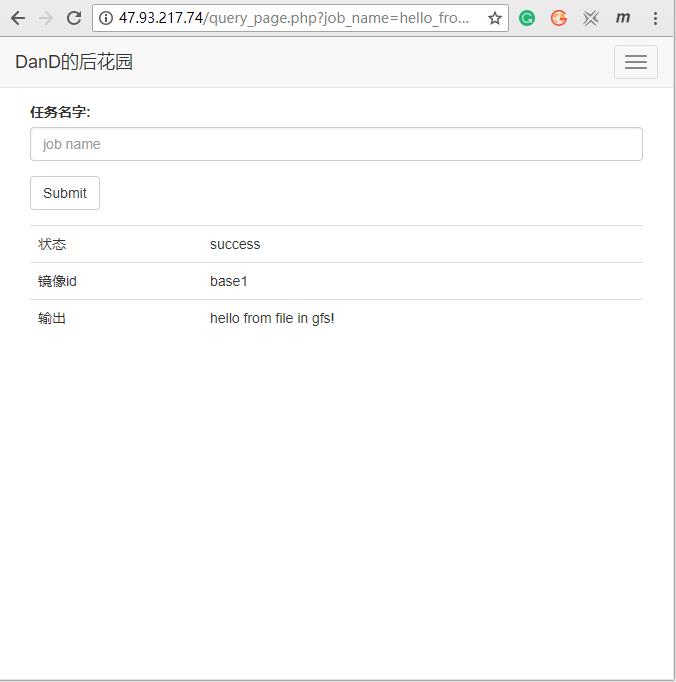 47.93.217.74/query_page.php?job_name=hello_fro...
m
DanD的后花园
任务名字:
job name
Submit
状态 success
镜像id base1
输出 hello from file in gfs!